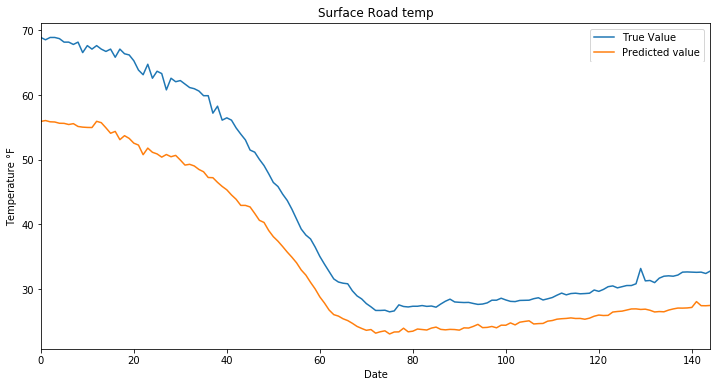 Surface Road temp
True Value
Predicted value
Temperature °F
70
60
50
40
30
0 20 40 60 80 100 120 140
Date